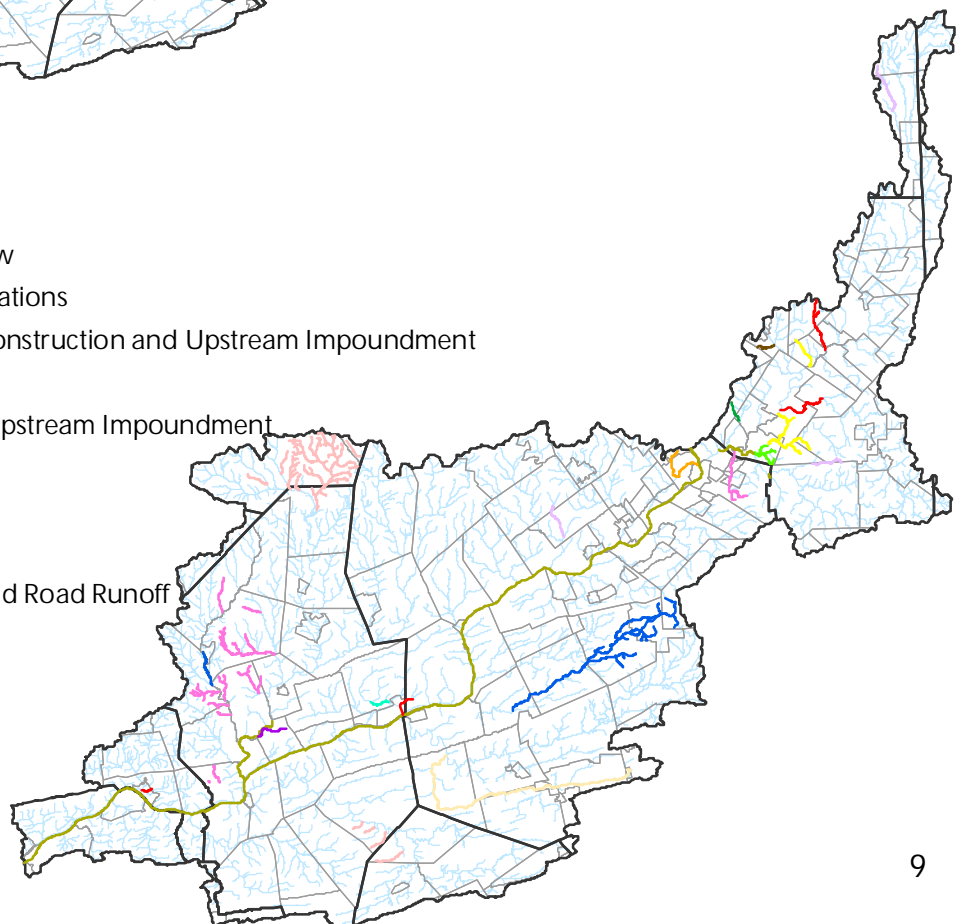 w
ations
onstruction and Upstream Impoundment
pstream Impoundment
d Road Runoff
9